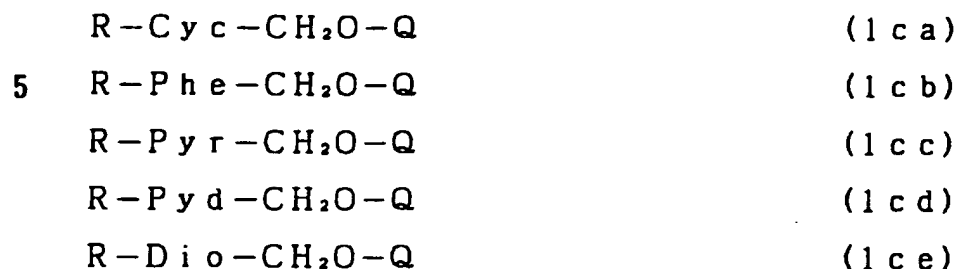 R-Cyc-CH₂O-Q (1ca)
5 R-Phe-CH₂O-Q (1cb)
R-Pyr-CH₂O-Q (1cc)
R-Pyd-CH₂O-Q (1cd)
R-Dio-CH₂O-Q (1ce)